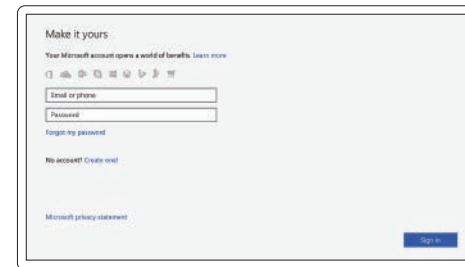 Make it yours
Your Microsoft account opens a world of benefits. Learn more
Email or phone
Password
Forgot my password
No account? Create one!
Microsoft privacy statement
Sign in